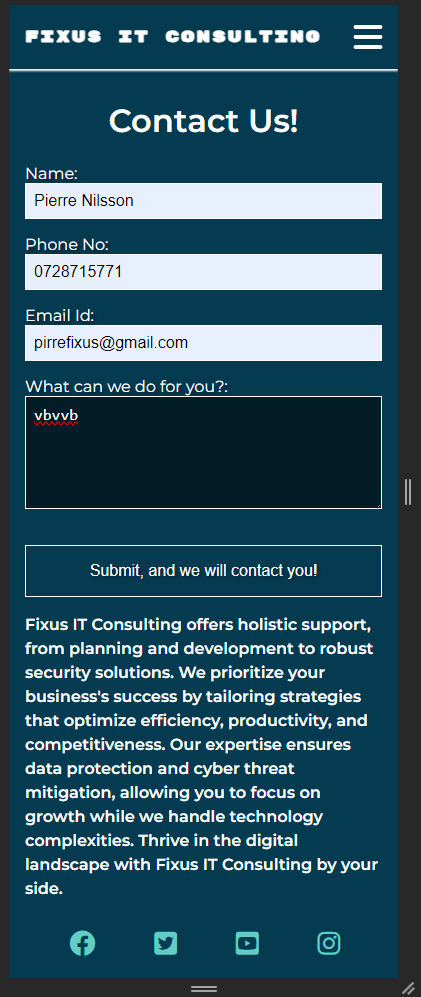 FIXUS IT CONSULTING
Contact Us!
Name:
Pierre Nilsson
Phone No:
0728715771
Email Id:
pirrefixus@gmail.com
What can we do for you?:
vbvvb
Submit, and we will contact you!
Fixus IT Consulting offers holistic support,
from planning and development to robust
security solutions. We prioritize your
business's success by tailoring strategies
that optimize efficiency, productivity, and
competitiveness. Our expertise ensures
data protection and cyber threat
mitigation, allowing you to focus on
growth while we handle technology
complexities. Thrive in the digital
landscape with Fixus IT Consulting by your
side.